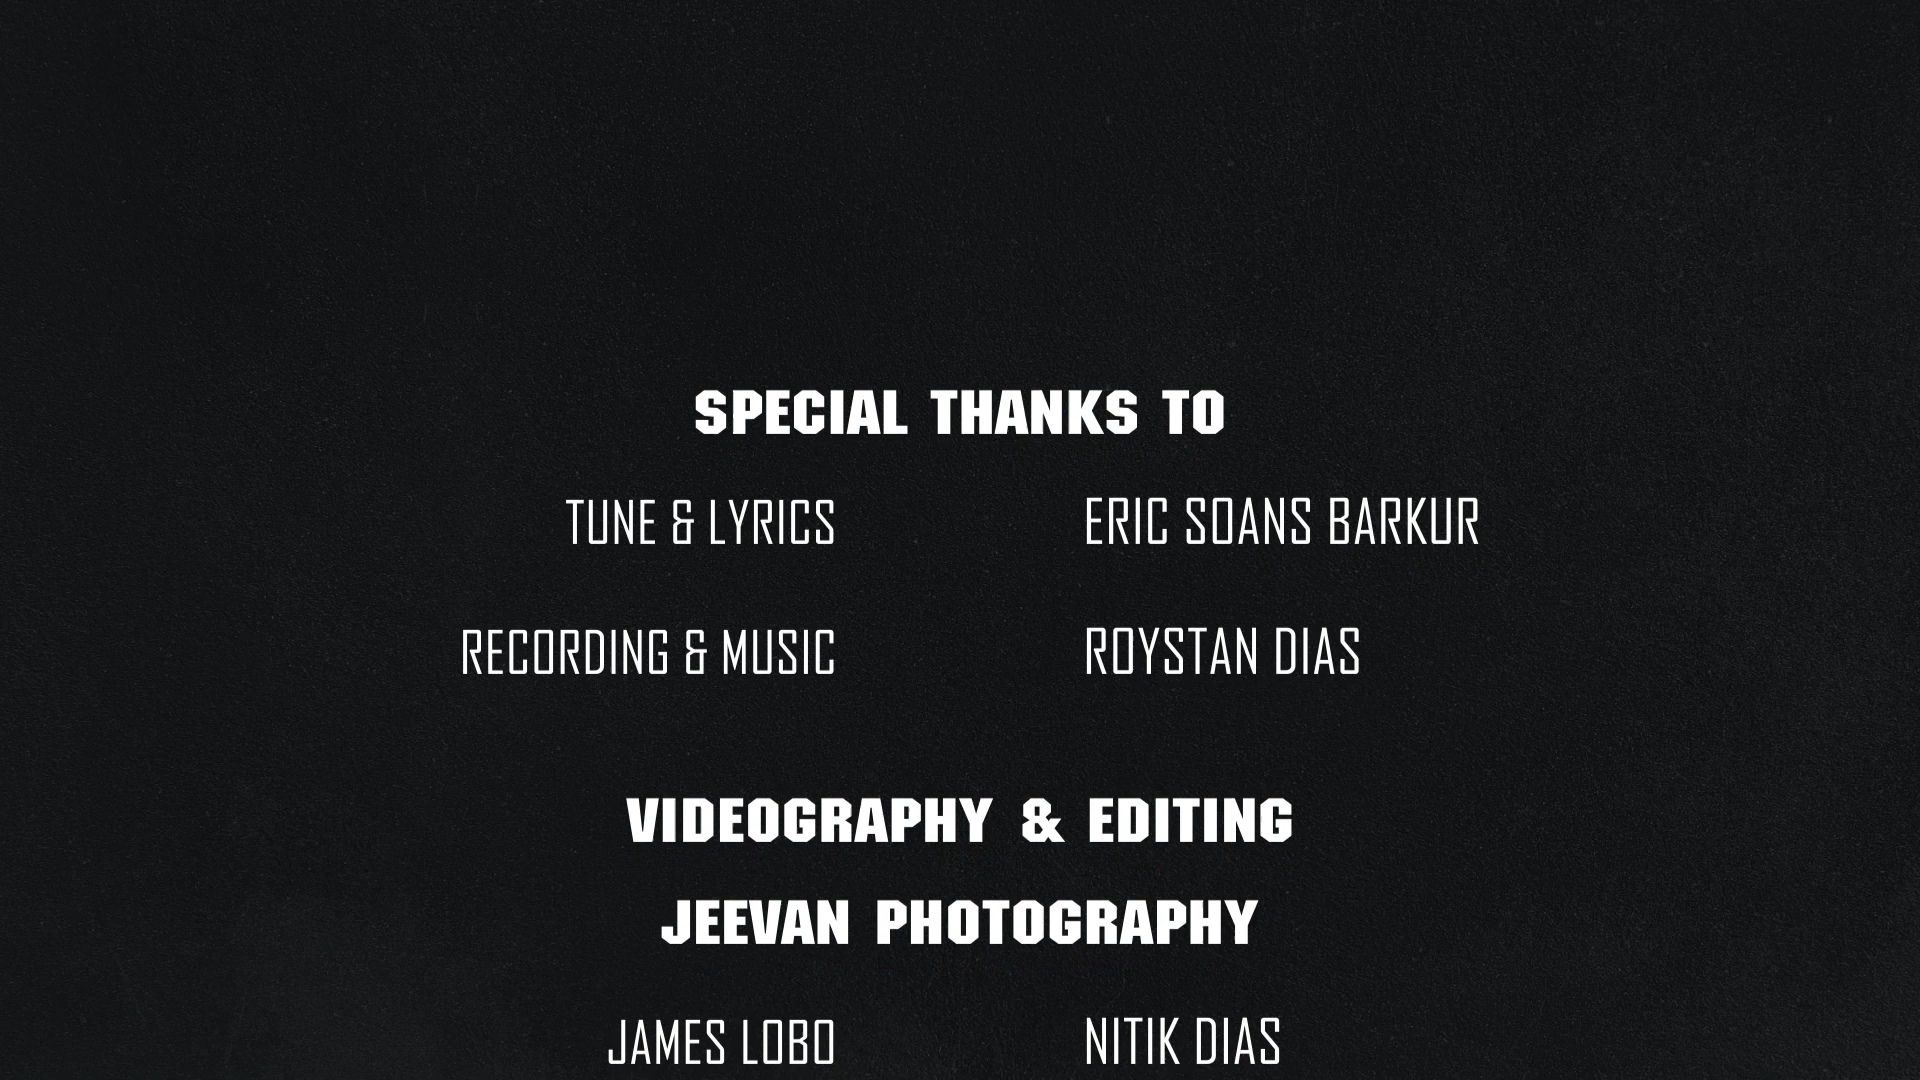 SPECIAL THANKS TO
TUNE & LYRICS ERIC SOANS BARKUR
RECORDING & MUSIC ROYSTAN DIAS
VIDEOGRAPHY & EDITING
JEEVAN PHOTOGRAPHY
JAMES LOBO NITIK DIAS